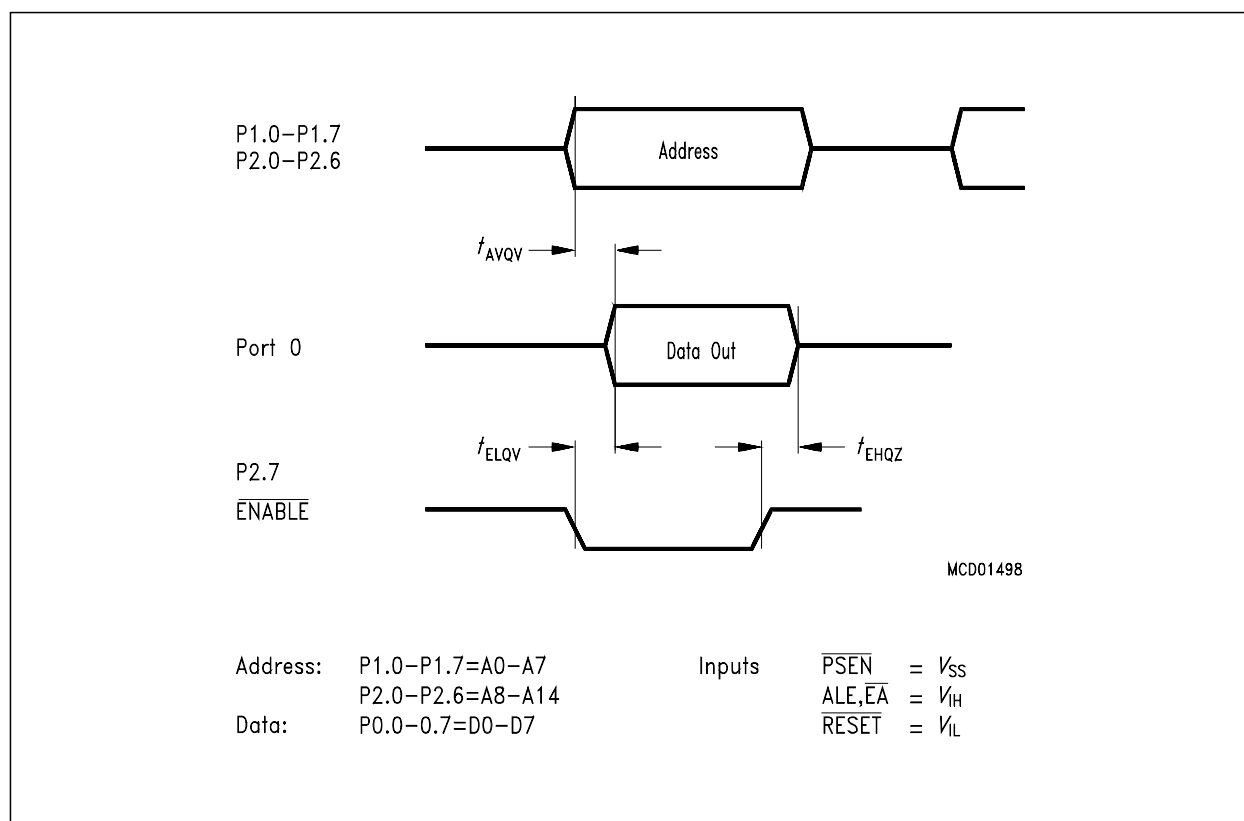 P1.0-P1.7
P2.0-P2.6
Address
tAVQV
Port 0
Data Out
tELQV
tEHQZ
P2.7
ENABLE
MCD01498
Address: P1.0-P1.7=A0-A7 Inputs PSEN = VSS
P2.0-P2.6=A8-A14 ALE,EA = VIH
Data: P0.0-0.7=D0-D7 RESET = VIL